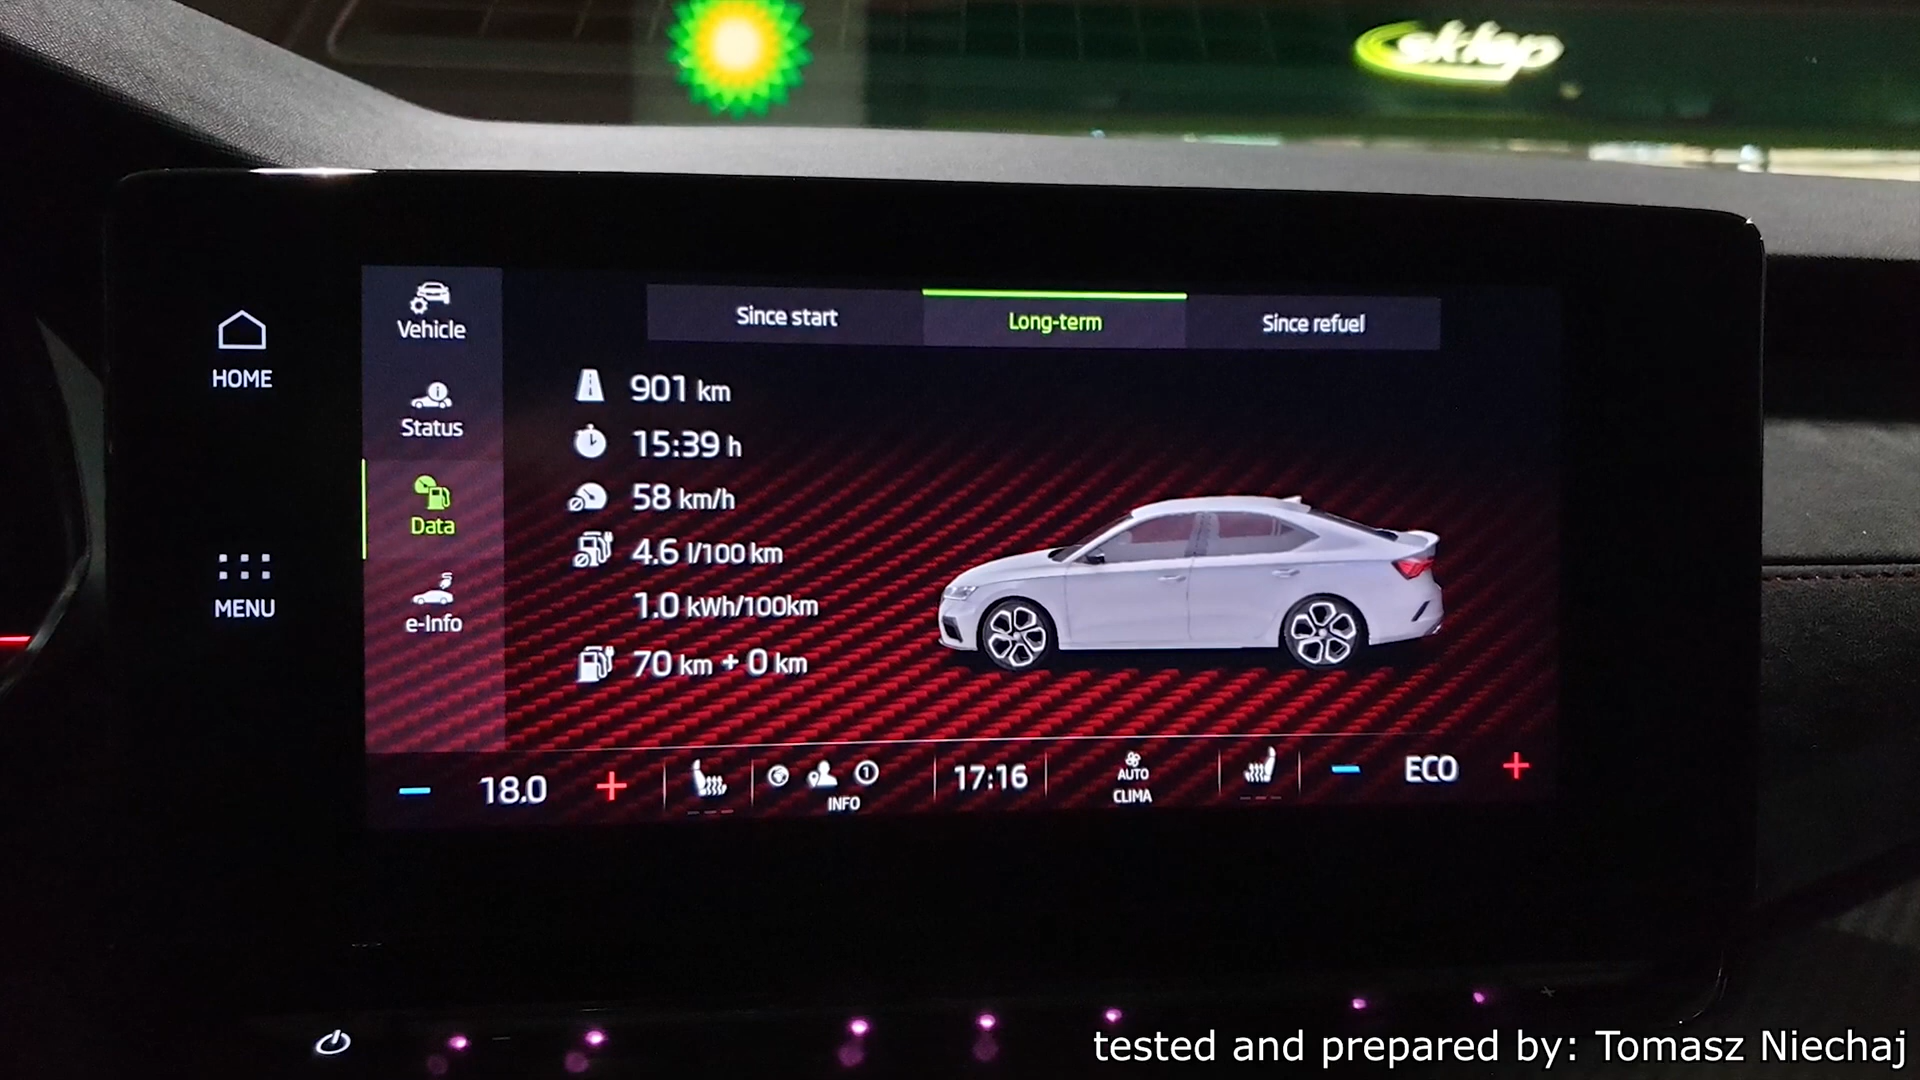 sklep
Vehicle
Since start
Long-term
Since refuel
HOME
901 km
Status
15:39 h
58 km/h
Data
4.6 l/100 km
MENU
1.0 kWh/100km
e-Info
70 km + 0 km
18.0
INFO
17:16
AUTO
CLIMA
ECO
tested and prepared by: Tomasz Niechaj